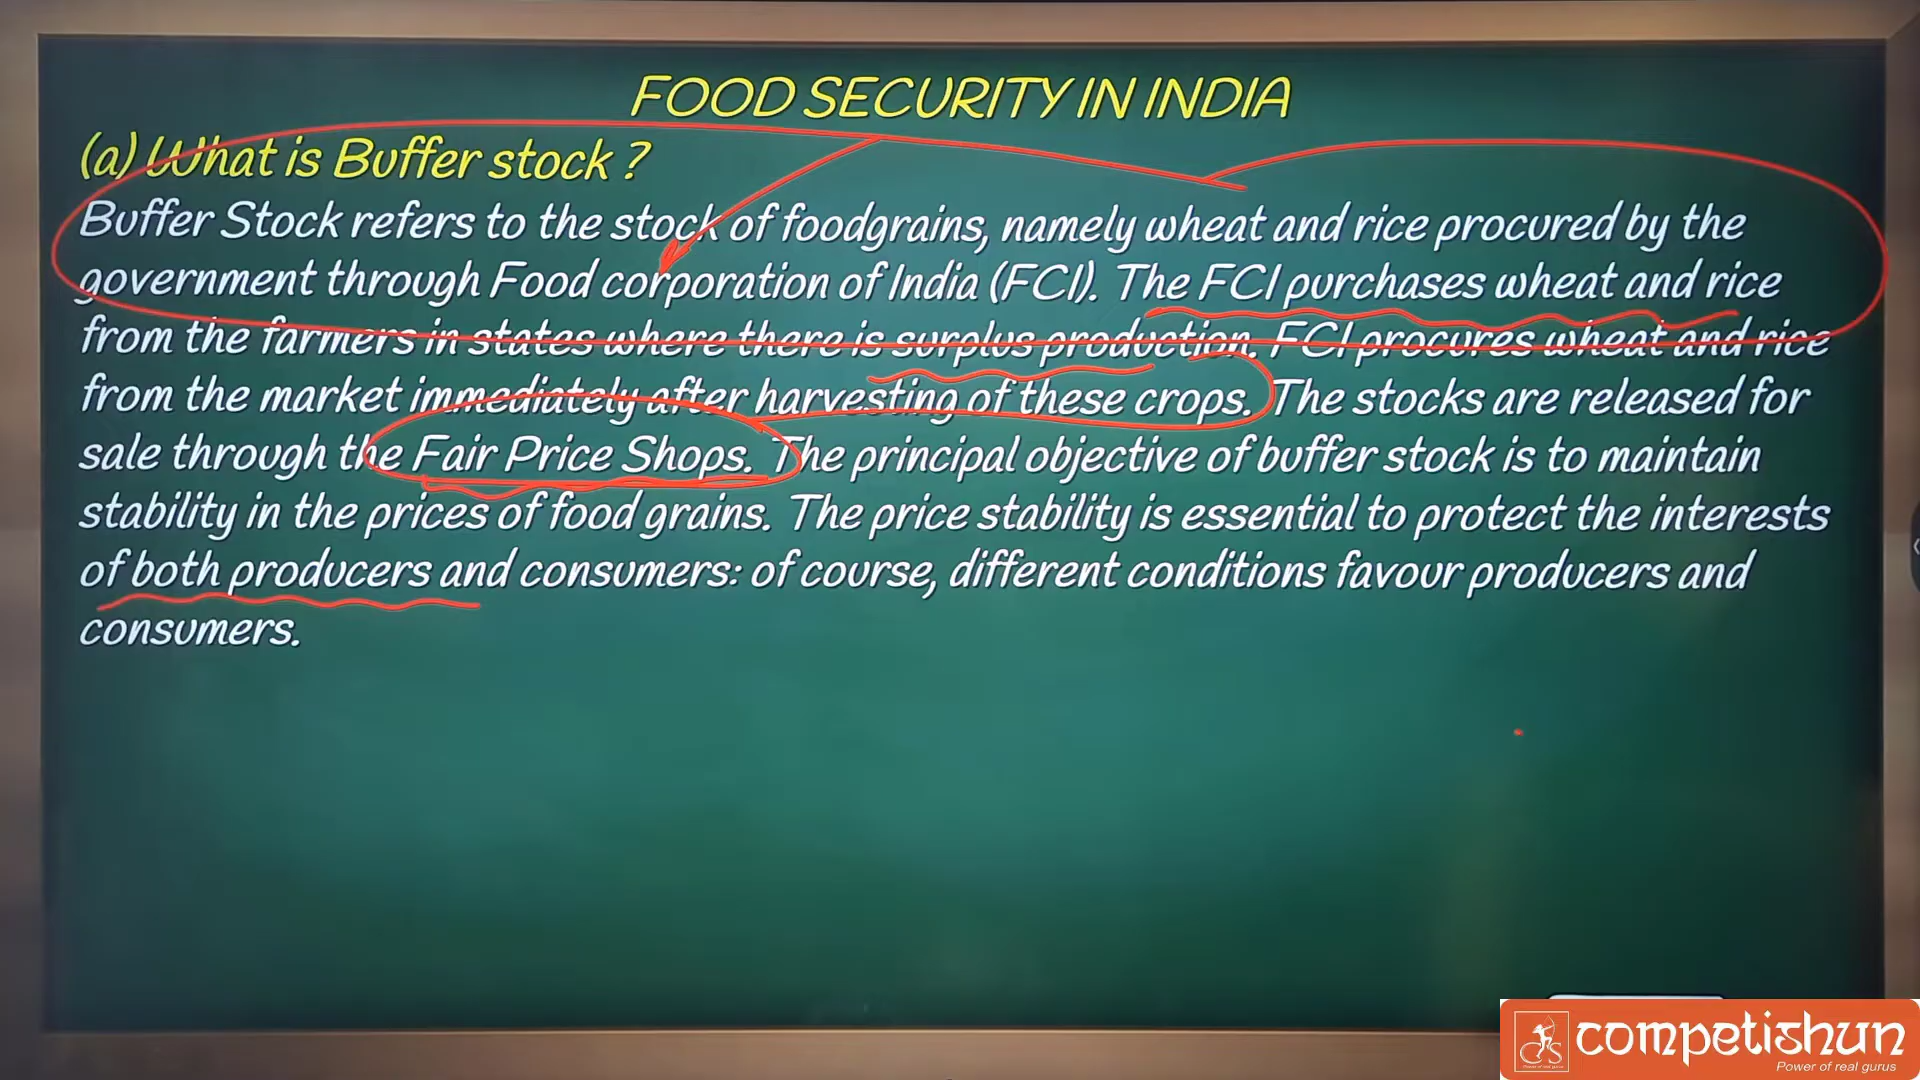 FOOD SECURITY IN INDIA
(a) What is Buffer stock ?
Buffer Stock refers to the stock of foodgrains, namely wheat and rice procured by the
government through Food corporation of India (FCI). The FCI purchases wheat and rice
from the farmers in states where there is surplus production. FCI procures wheat and rice
from the market immediately after harvesting of these crops. The stocks are released for
sale through the Fair Price Shops. The principal objective of buffer stock is to maintain
stability in the prices of food grains. The price stability is essential to protect the interests
of both producers and consumers: of course, different conditions favour producers and
consumers.
competishun
Power of real gurus